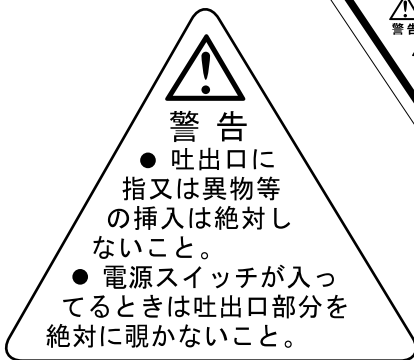 警告
警告
● 吐出口に
指又は異物等
の挿入は絶対し
ないこと。
● 電源スイッチが入っ
てるときは吐出口部分を
絶対に覗かないこと。